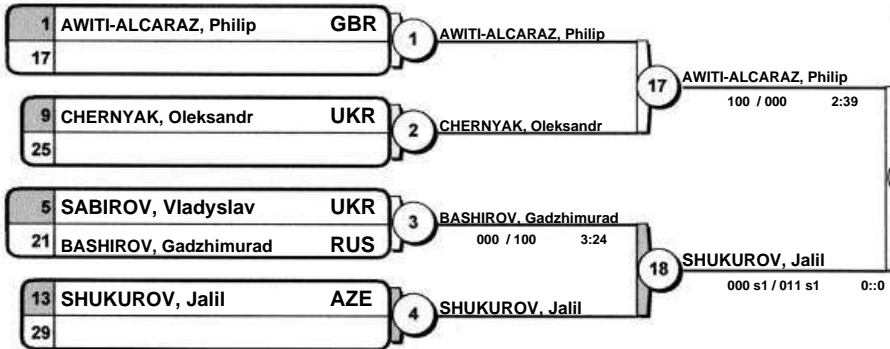 1 AWITI-ALCARAZ, Philip GBR
17
1
AWITI-ALCARAZ, Philip
9 CHERNYAK, Oleksandr UKR
25
2
CHERNYAK, Oleksandr
17
AWITI-ALCARAZ, Philip
100 / 000 2:39
5 SABIROV, Vladyslav UKR
21 BASHIROV, Gadzhimurad RUS
3
BASHIROV, Gadzhimurad
000 / 100 3:24
13 SHUKUROV, Jalil AZE
29
4
SHUKUROV, Jalil
18
SHUKUROV, Jalil
000 s1 / 011 s1 0::0